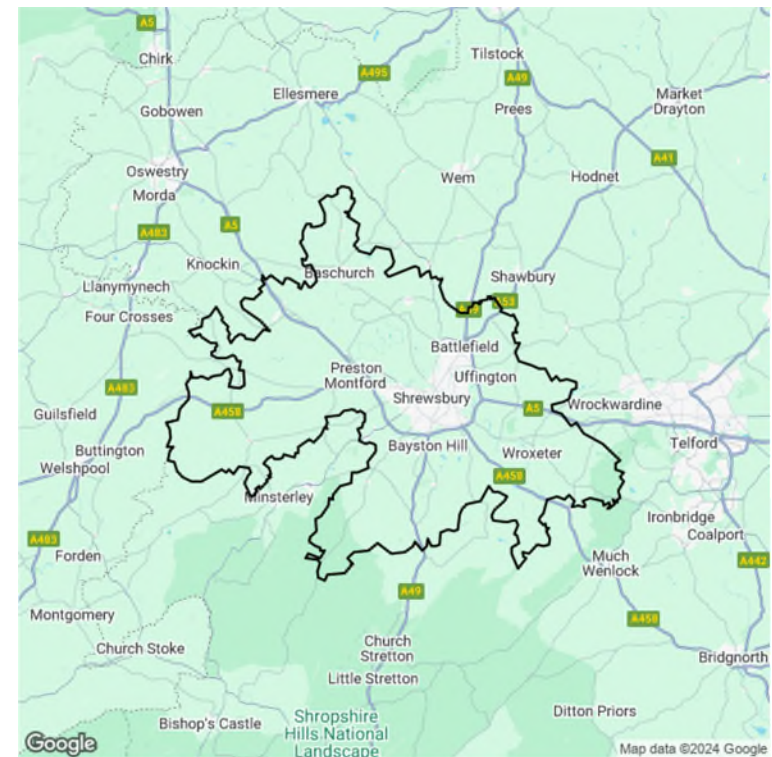 A5
Chirk
Tilstock
A495
A49
Ellesmere
Market
Drayton
Gobowen
Prees
A41
Oswestry
Wem
Hodnet
Morda
A5
A483
Knockin
Baschurch
Shawbury
Llanymynech
A53
Four Crosses
A49
Battlefield
Preston
Montford
Uffington
A483
Shrewsbury
Wrockwardine
A5
Guilsfield
A458
Bayston Hill
Telford
Buttington
Wroxeter
Welshpool
A458
Minsterley
Ironbridge
Coalport
A483
Forden
Much
Wenlock
A442
A49
Montgomery
A458
Church Stoke
Church
Stretton
Bridgnorth
Little Stretton
Ditton Priors
Bishop's Castle
Shropshire
Hills National
Landscape
Google
Map data ©2024 Google